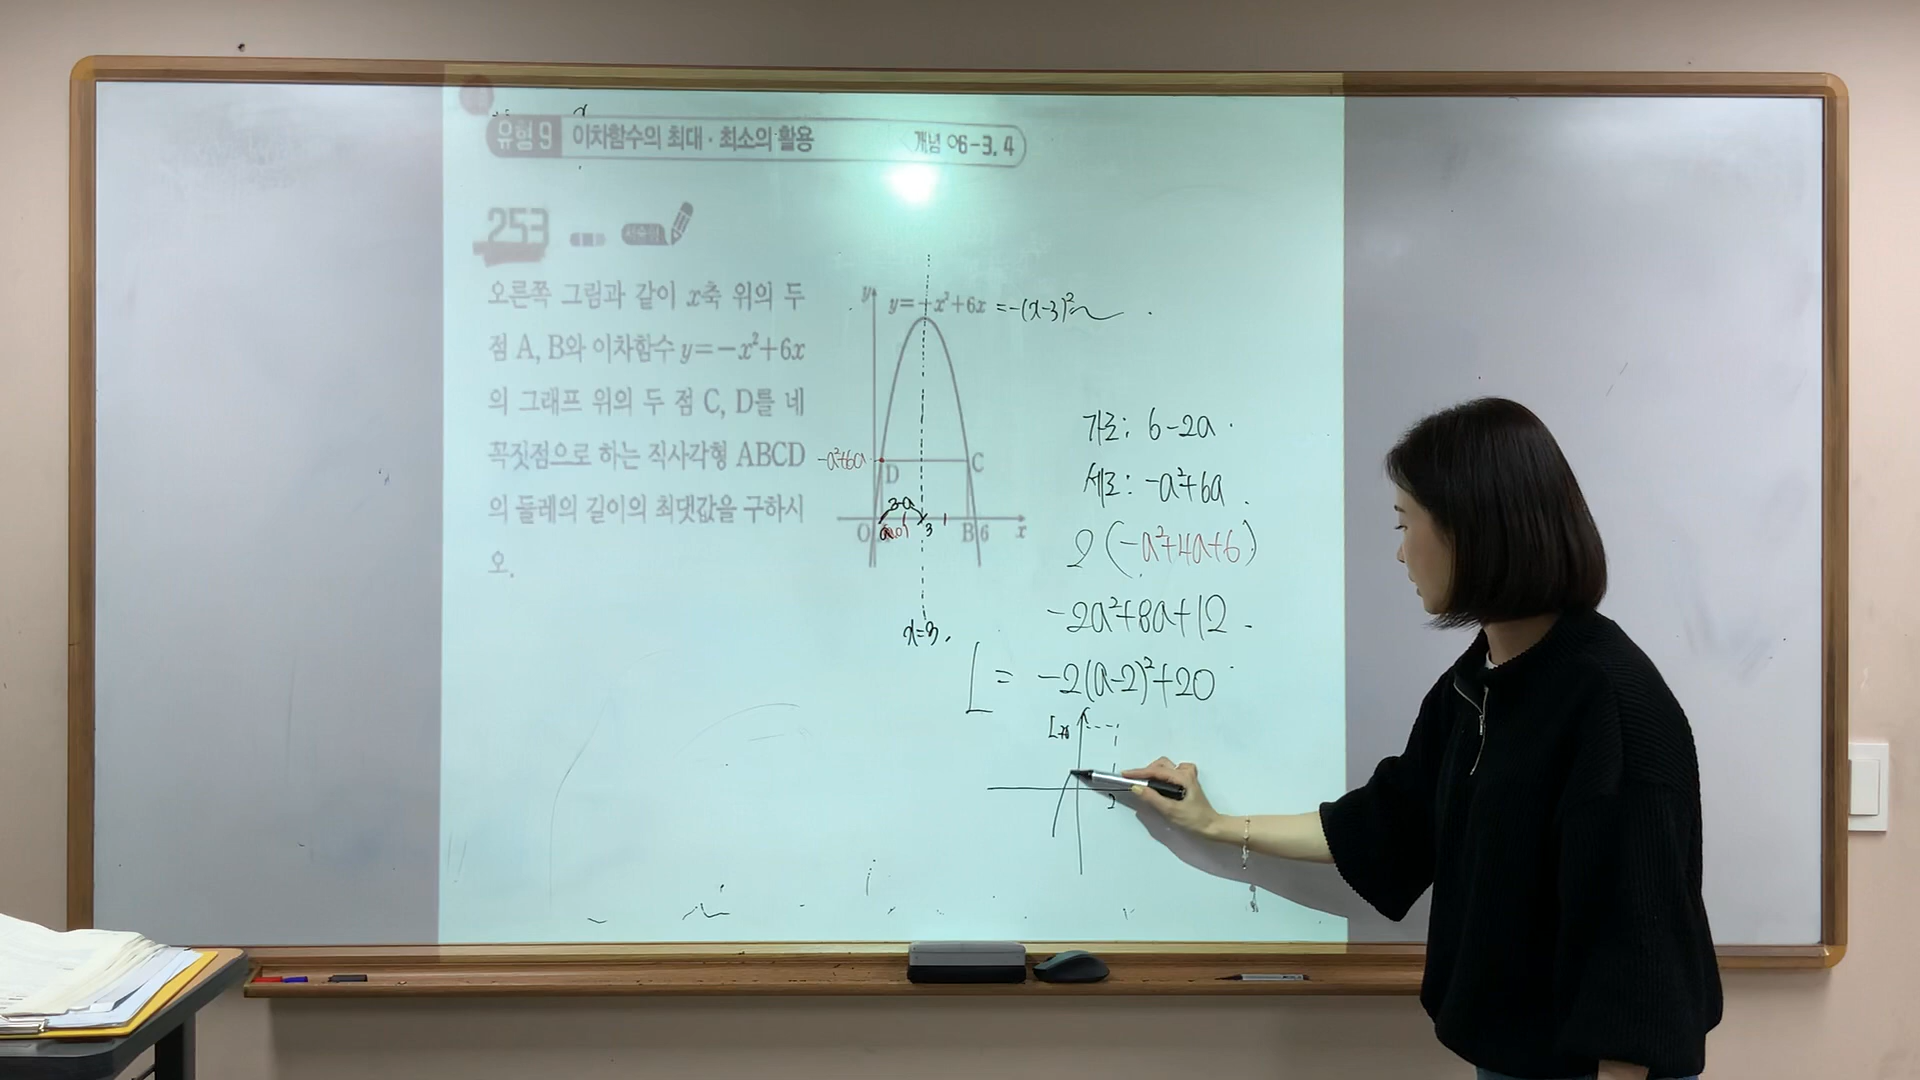 유형 9 이차함수의 최대 · 최소의 활용 개념 06-3, 4
253
서술형
오른쪽 그림과 같이 x축 위의 두
점 A, B와 이차함수 y=-x²+6x
의 그래프 위의 두 점 C, D를 네
꼭짓점으로 하는 직사각형 ABCD
의 둘레의 길이의 최댓값을 구하시
오.
y
y=-x²+6x =-(x-3)²
-a²+6a
D
C
3-a
O
a
3
B
6
x
x=3.
가로: 6-2a
세로: -a²+6a
2(-a²+4a+6)
-2a²+8a+12
L = -2(a-2)²+20
2